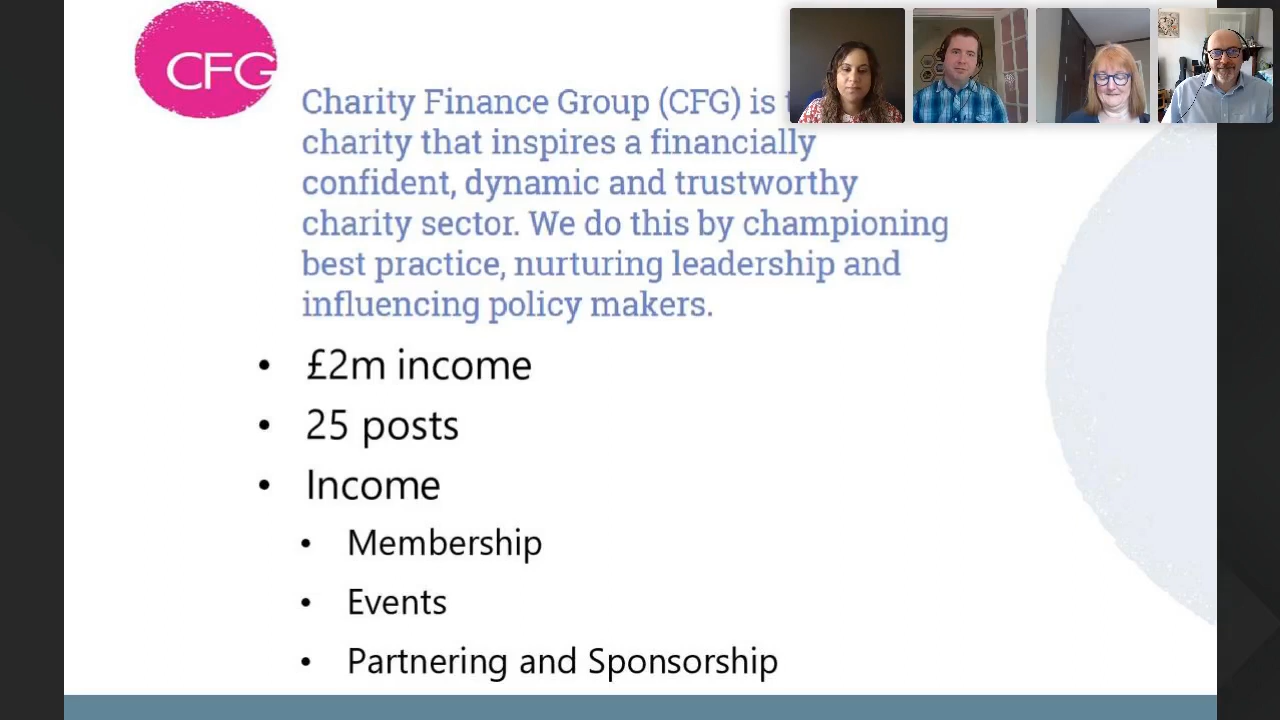 CFG
Charity Finance Group (CFG) is
charity that inspires a financially
confident, dynamic and trustworthy
charity sector. We do this by championing
best practice, nurturing leadership and
influencing policy makers.
• £2m income
• 25 posts
• Income
• Membership
• Events
• Partnering and Sponsorship